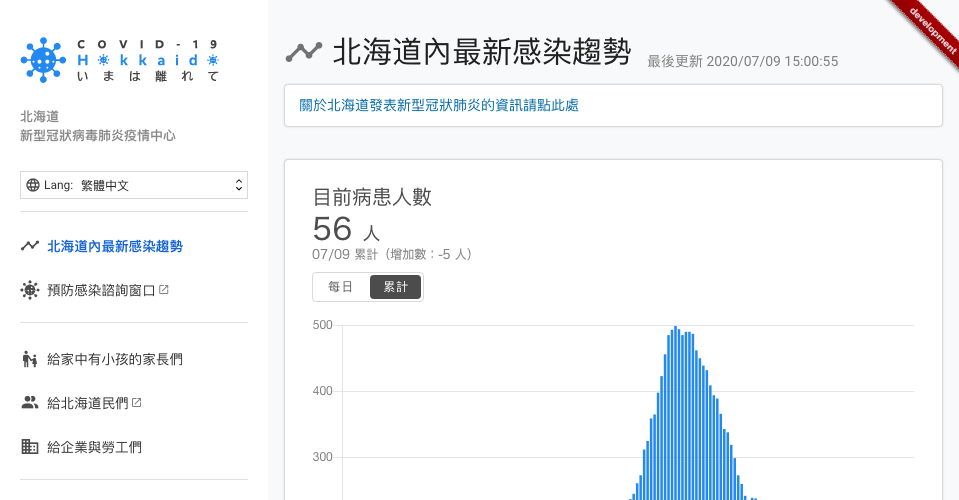 COVID-19
Hokkaido
いまは離れて
北海道
新型冠狀病毒肺炎疫情中心
Lang: 繁體中文
北海道內最新感染趨勢
預防感染諮詢窗口
給家中有小孩的家長們
給北海道民們
給企業與勞工們
development
北海道內最新感染趨勢
最後更新 2020/07/09 15:00:55
關於北海道發表新型冠狀肺炎的資訊請點此處
目前病患人數
56 人
07/09 累計（增加數：-5 人）
每日 累計
500
400
300